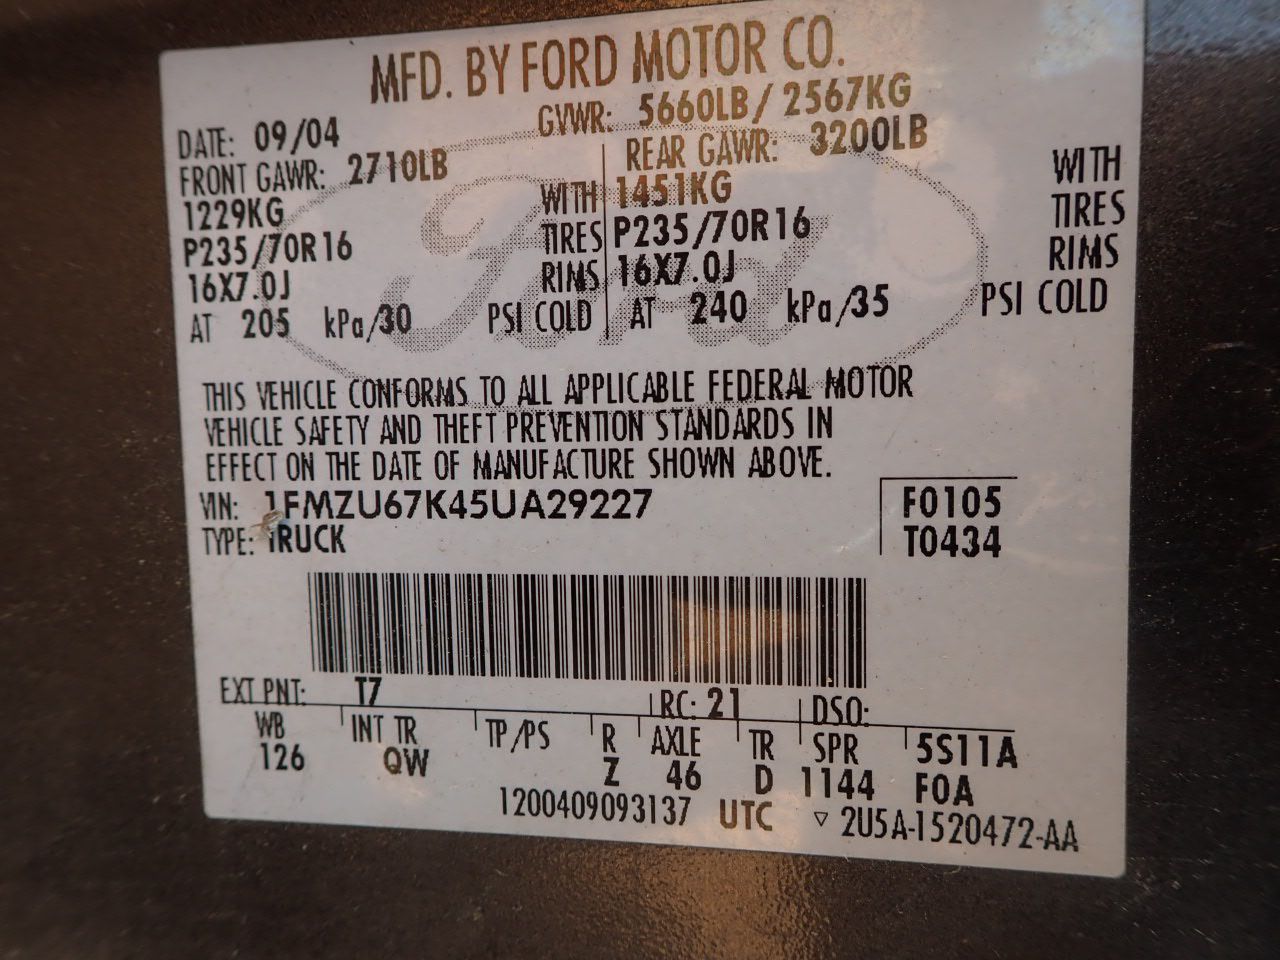 MFD. BY FORD MOTOR CO.
DATE: 09/04 GVWR: 5660LB / 2567KG
FRONT GAWR: 2710LB REAR GAWR: 3200LB
1229KG WITH 1451KG WITH
P235/70R16 TIRES P235/70R16 TIRES
16X7.0J RIMS 16X7.0J RIMS
AT 205 kPa/30 PSI COLD AT 240 kPa/35 PSI COLD
Ford
THIS VEHICLE CONFORMS TO ALL APPLICABLE FEDERAL MOTOR
VEHICLE SAFETY AND THEFT PREVENTION STANDARDS IN
EFFECT ON THE DATE OF MANUFACTURE SHOWN ABOVE.
VIN: 1FMZU67K45UA29227 F0105
TYPE: TRUCK T0434
EXT PNT: T7 RC: 21 DSO:
WB INT TR TP/PS R AXLE TR SPR 5S11A
126 QW Z 46 D 1144 F0A
1200409093137 UTC ▽ 2U5A-1520472-AA